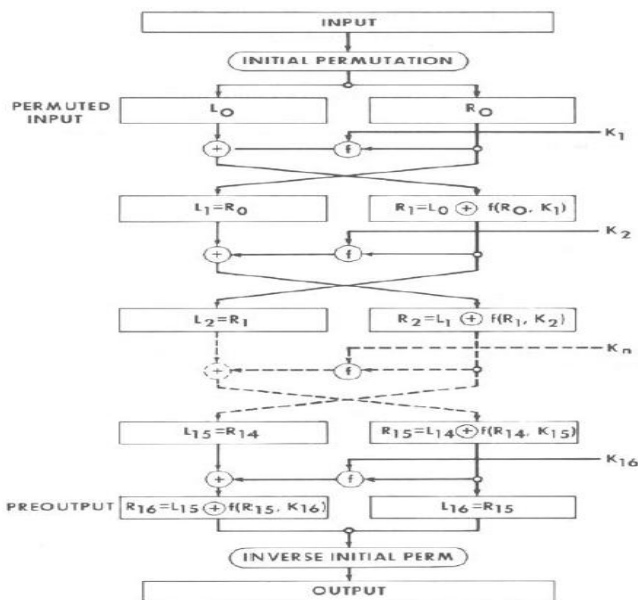 INPUT
INITIAL PERMUTATION
PERMUTED INPUT
L₀
R₀
+
f
K₁
L₁=R₀
R₁=L₀ ⊕ f(R₀, K₁)
K₂
+
f
L₂=R₁
R₂=L₁ ⊕ f(R₁, K₂)
Kₙ
+
f
L₁₅=R₁₄
R₁₅=L₁₄ ⊕ f(R₁₄, K₁₅)
K₁₆
+
f
PREOUTPUT
R₁₆=L₁₅ ⊕ f(R₁₅, K₁₆)
L₁₆=R₁₅
INVERSE INITIAL PERM
OUTPUT